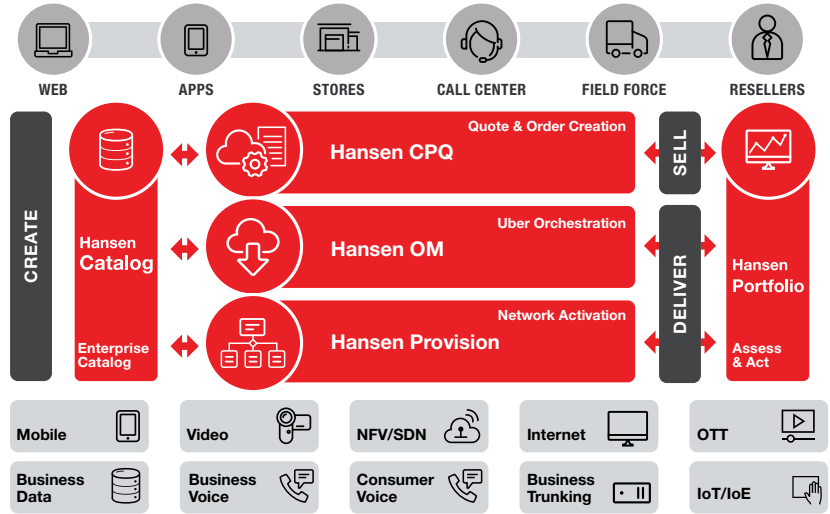 WEB
APPS
STORES
CALL CENTER
FIELD FORCE
RESELLERS
CREATE
Hansen
Catalog
Enterprise
Catalog
Quote & Order Creation
Hansen CPQ
Uber Orchestration
Hansen OM
Network Activation
Hansen Provision
SELL
DELIVER
Hansen
Portfolio
Assess
& Act
Mobile
Video
NFV/SDN
Internet
OTT
Business
Data
Business
Voice
Consumer
Voice
Business
Trunking
IoT/IoE